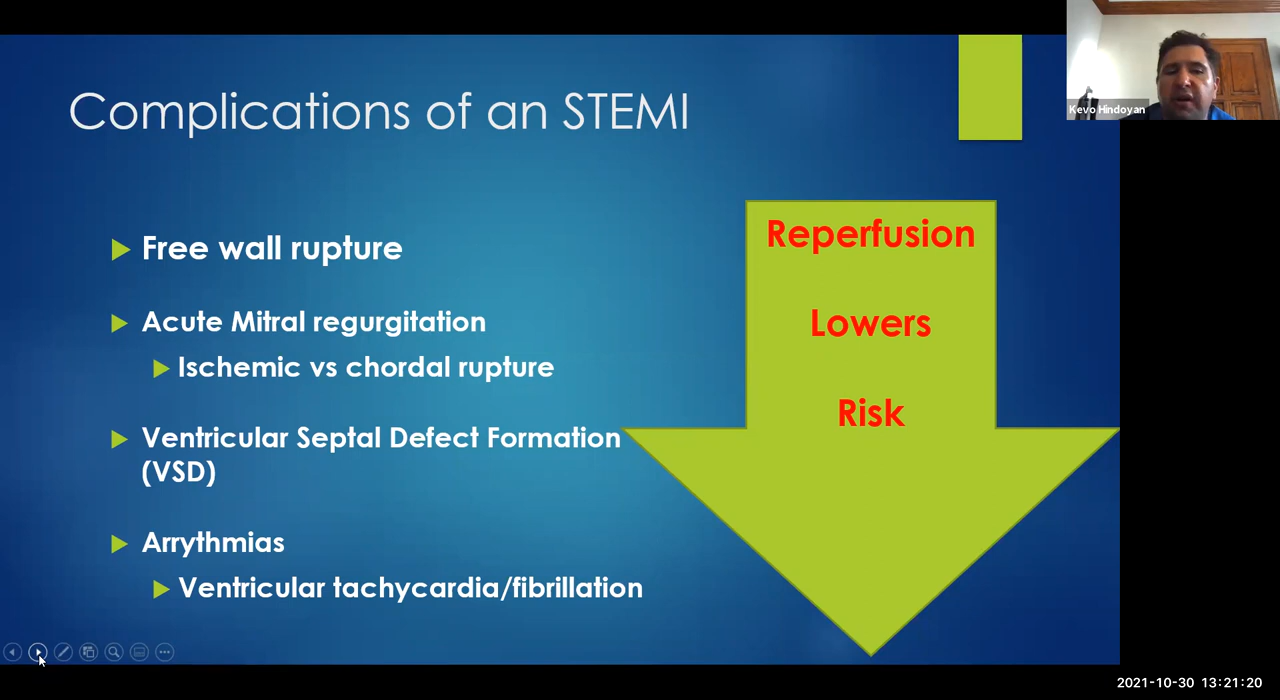 Complications of an STEMI
Kevo Hindoyan
Free wall rupture
Acute Mitral regurgitation
Ischemic vs chordal rupture
Ventricular Septal Defect Formation
(VSD)
Arrythmias
Ventricular tachycardia/fibrillation
Reperfusion
Lowers
Risk
2021-10-30 13:21:20